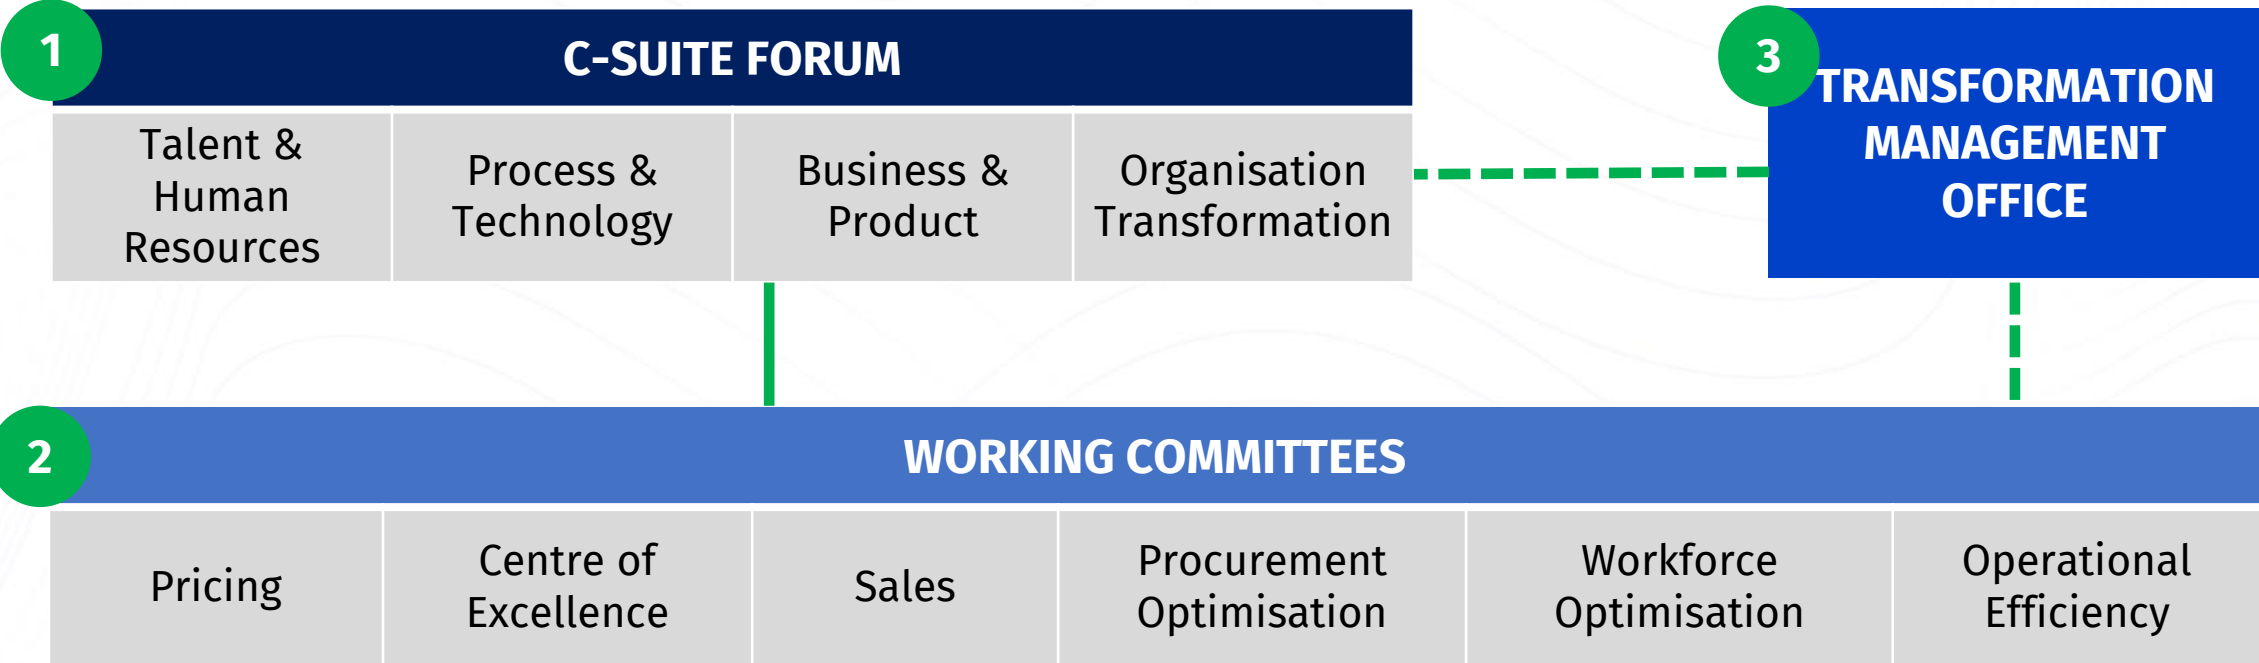 1
C-SUITE FORUM
Talent &
Human
Resources
Process &
Technology
Business &
Product
Organisation
Transformation
3
TRANSFORMATION
MANAGEMENT
OFFICE
2
WORKING COMMITTEES
Pricing
Centre of
Excellence
Sales
Procurement
Optimisation
Workforce
Optimisation
Operational
Efficiency